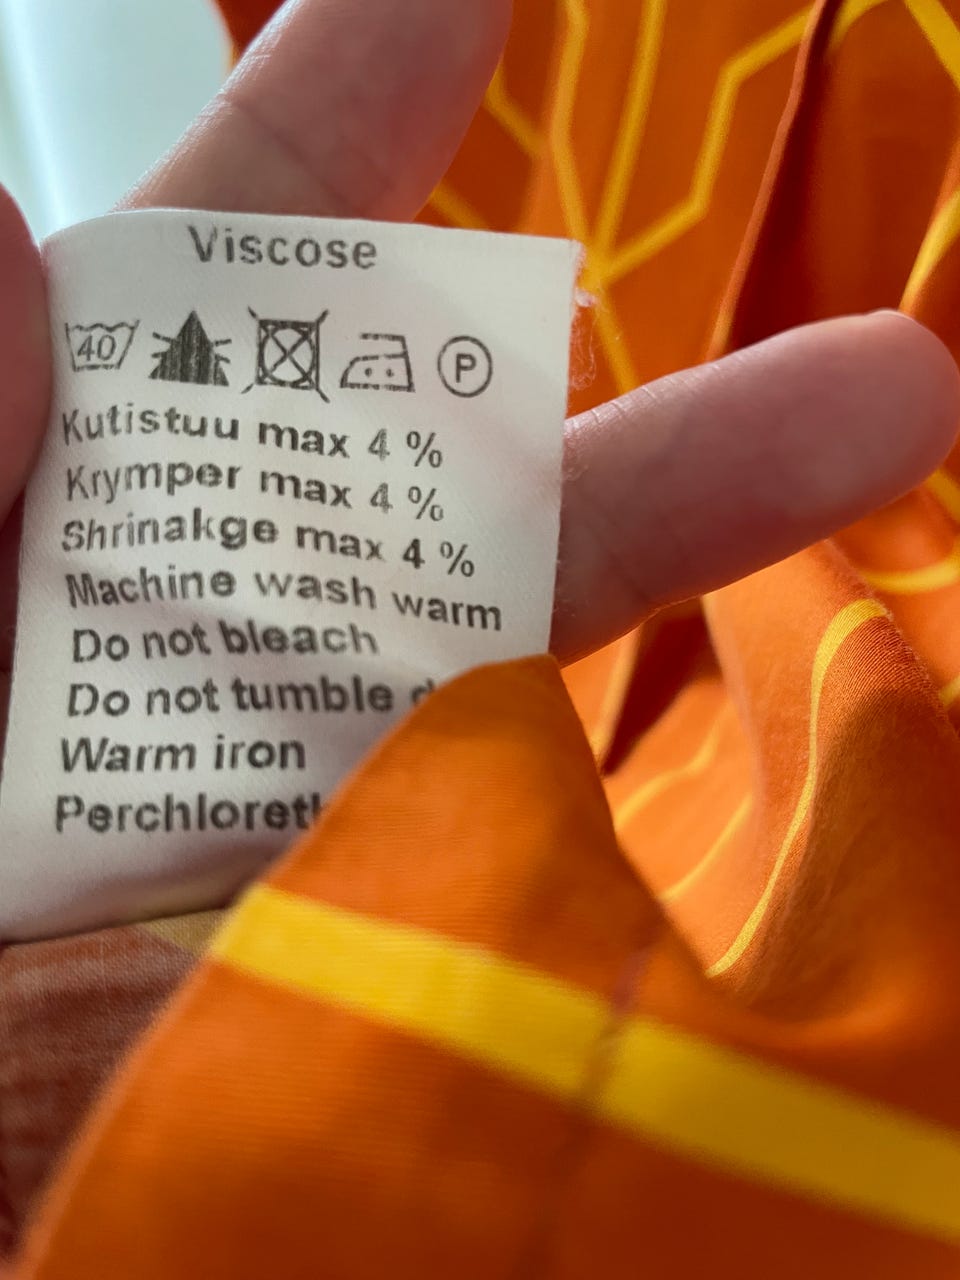 Viscose
40 P
Kutistuu max 4 %
Krymper max 4 %
Shrinakge max 4 %
Machine wash warm
Do not bleach
Do not tumble
Warm iron